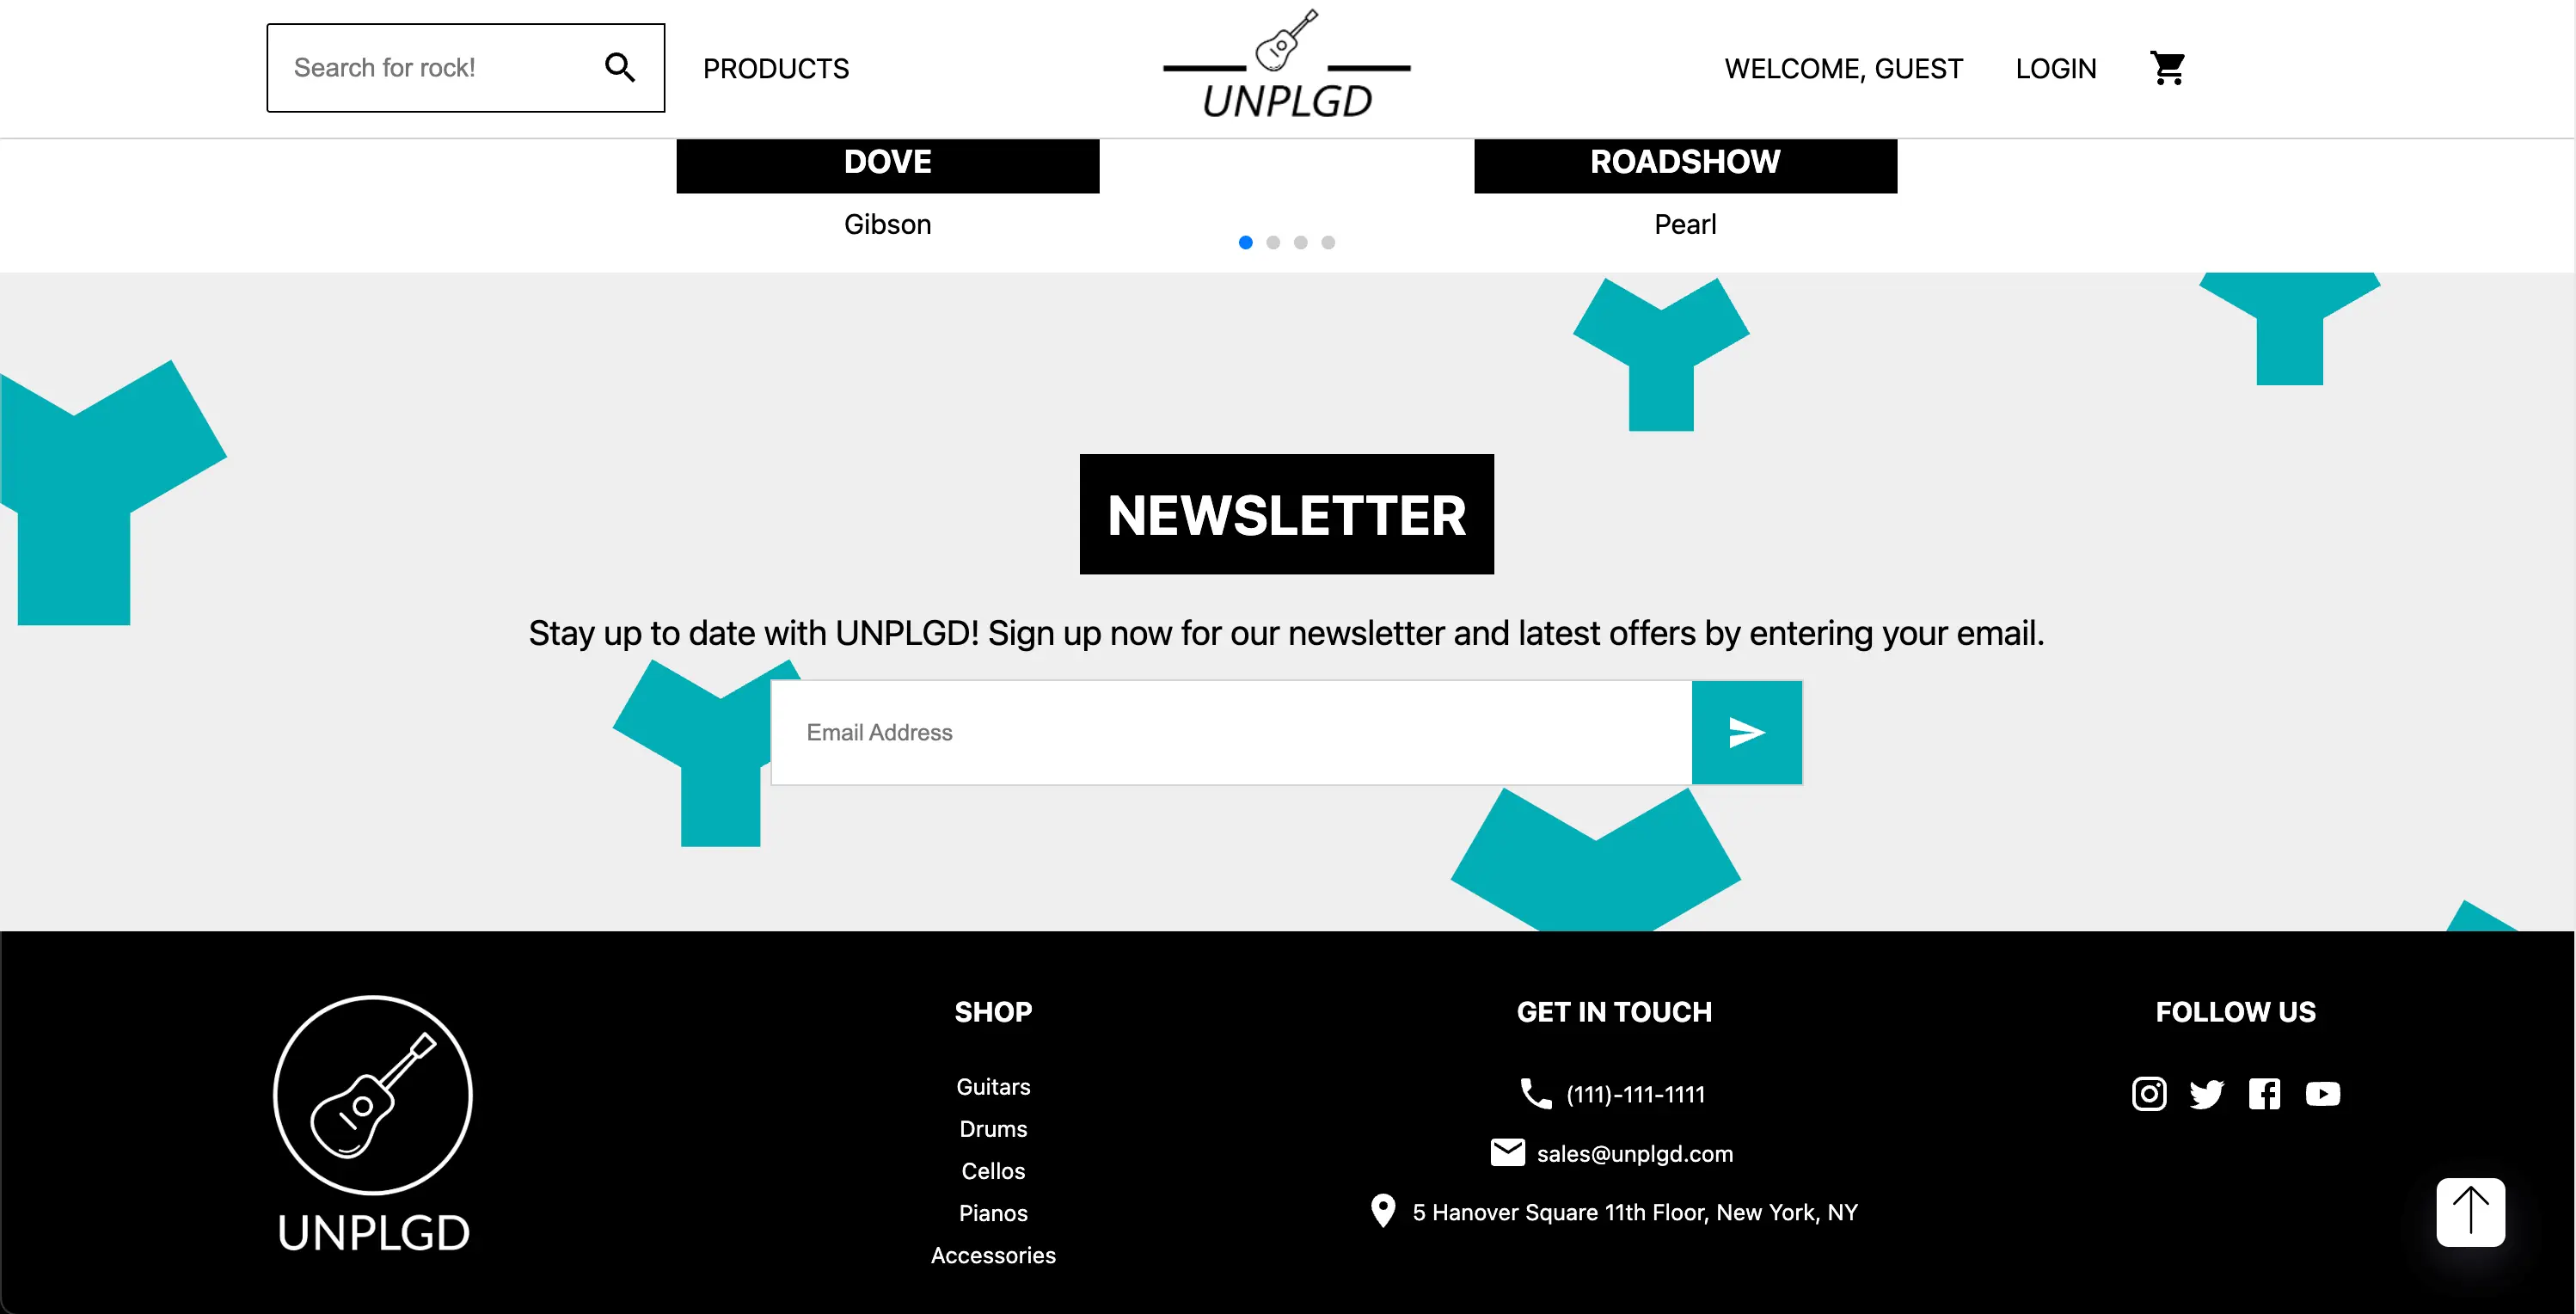 Search for rock!
PRODUCTS
UNPLGD
WELCOME, GUEST
LOGIN
DOVE
Gibson
ROADSHOW
Pearl
NEWSLETTER
Stay up to date with UNPLGD! Sign up now for our newsletter and latest offers by entering your email.
Email Address
UNPLGD
SHOP
Guitars
Drums
Cellos
Pianos
Accessories
GET IN TOUCH
(111)-111-1111
sales@unplgd.com
5 Hanover Square 11th Floor, New York, NY
FOLLOW US